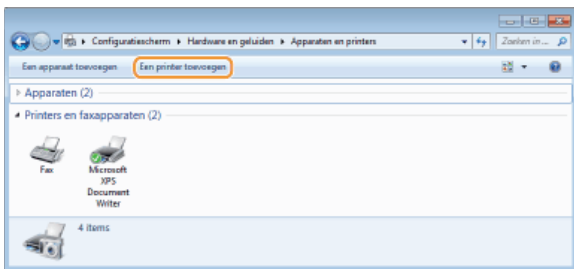 Configuratiescherm ▸ Hardware en geluiden ▸ Apparaten en printers
Zoeken in ...
Een apparaat toevoegen
Een printer toevoegen
Apparaten (2)
Printers en faxapparaten (2)
Fax
Microsoft
XPS
Document
Writer
4 items